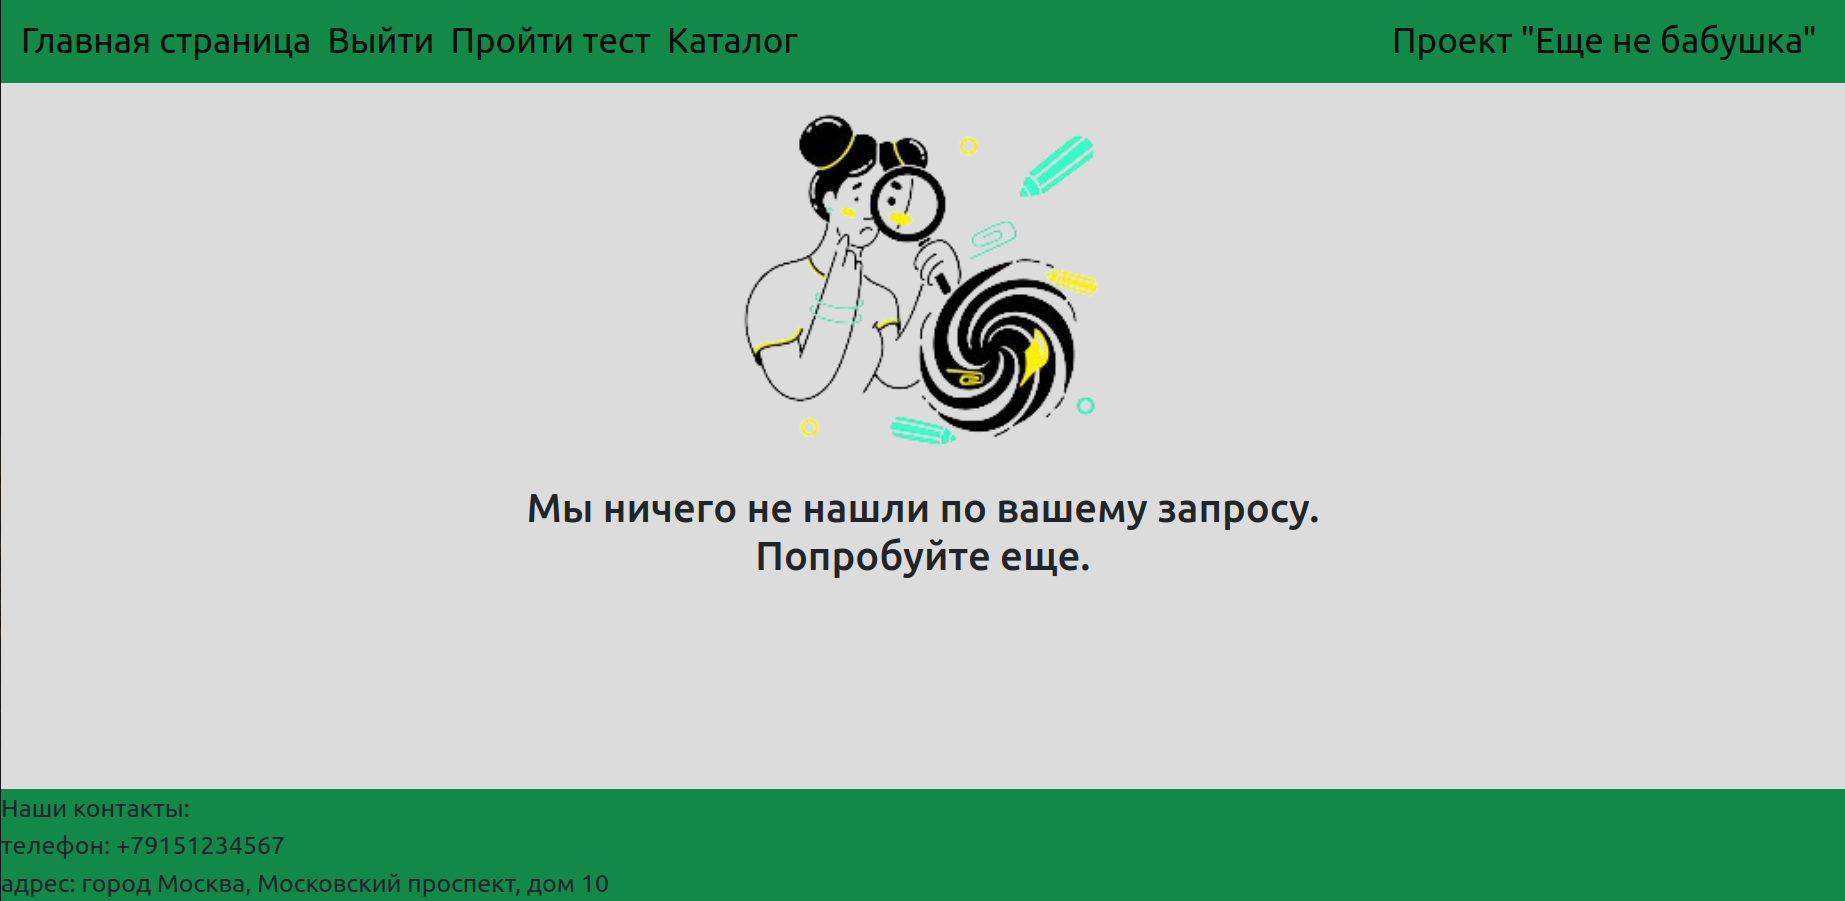 Главная страница Выйти Пройти тест Каталог Проект "Еще не бабушка"
Мы ничего не нашли по вашему запросу.
Попробуйте еще.
Наши контакты:
телефон: +79151234567
адрес: город Москва, Московский проспект, дом 10